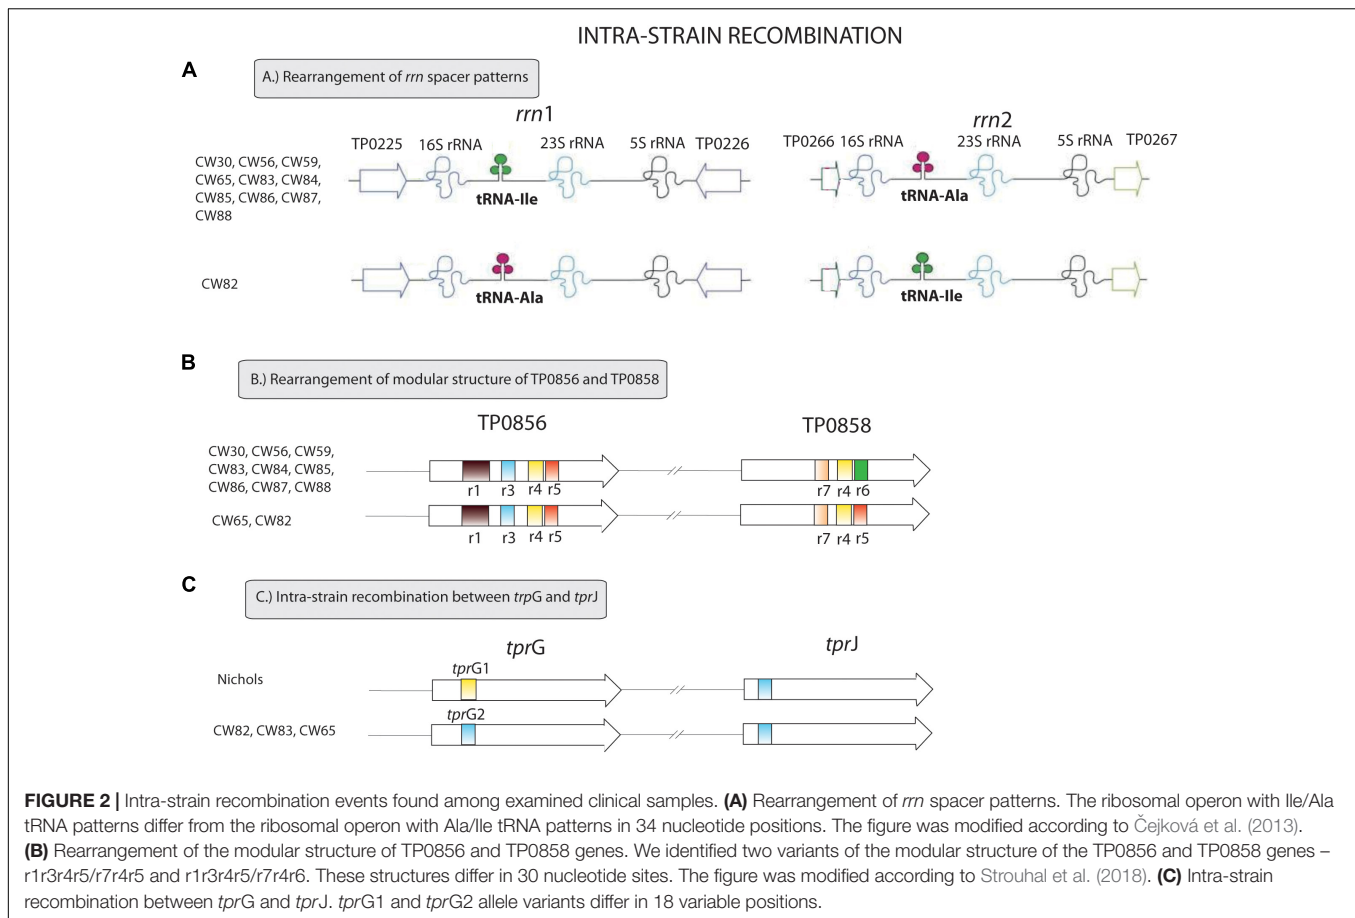 INTRA-STRAIN RECOMBINATION
A
A.) Rearrangement of rrn spacer patterns
rrn1
rrn2
TP0225
16S rRNA
23S rRNA
5S rRNA
TP0226
TP0266
16S rRNA
23S rRNA
5S rRNA
TP0267
CW30, CW56, CW59,
CW65, CW83, CW84,
CW85, CW86, CW87,
CW88
tRNA-Ile
tRNA-Ala
CW82
tRNA-Ala
tRNA-Ile
B
B.) Rearrangement of modular structure of TP0856 and TP0858
TP0856
TP0858
CW30, CW56, CW59,
CW83, CW84, CW85,
CW86, CW87, CW88
r1
r3
r4
r5
r7
r4
r6
CW65, CW82
r1
r3
r4
r5
r7
r4
r5
C
C.) Intra-strain recombination between trpG and tprJ
tprG
tprJ
Nichols
tprG1
CW82, CW83, CW65
tprG2
FIGURE 2 | Intra-strain recombination events found among examined clinical samples. (A) Rearrangement of rrn spacer patterns. The ribosomal operon with Ile/Ala
tRNA patterns differ from the ribosomal operon with Ala/Ile tRNA patterns in 34 nucleotide positions. The figure was modified according to Čejková et al. (2013).
(B) Rearrangement of the modular structure of TP0856 and TP0858 genes. We identified two variants of the modular structure of the TP0856 and TP0858 genes –
r1r3r4r5/r7r4r5 and r1r3r4r5/r7r4r6. These structures differ in 30 nucleotide sites. The figure was modified according to Strouhal et al. (2018). (C) Intra-strain
recombination between tprG and tprJ. tprG1 and tprG2 allele variants differ in 18 variable positions.